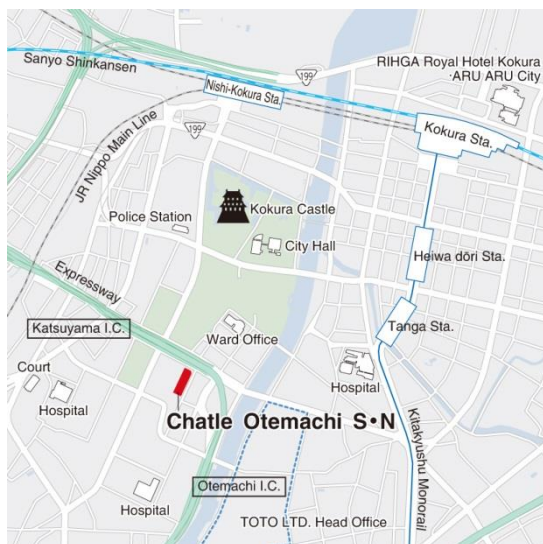 Sanyo Shinkansen
199
RIHGA Royal Hotel Kokura
・ARU ARU City
Nishi-Kokura Sta.
Kokura Sta.
JR Nippo Main Line
199
Kokura Castle
Police Station
City Hall
Heiwa dōri Sta.
Expressway
Katsuyama I.C.
Ward Office
Tanga Sta.
Court
Hospital
Hospital
Chatle Otemachi S・N
Kitakyushu Monorail
Otemachi I.C.
Hospital
TOTO LTD. Head Office